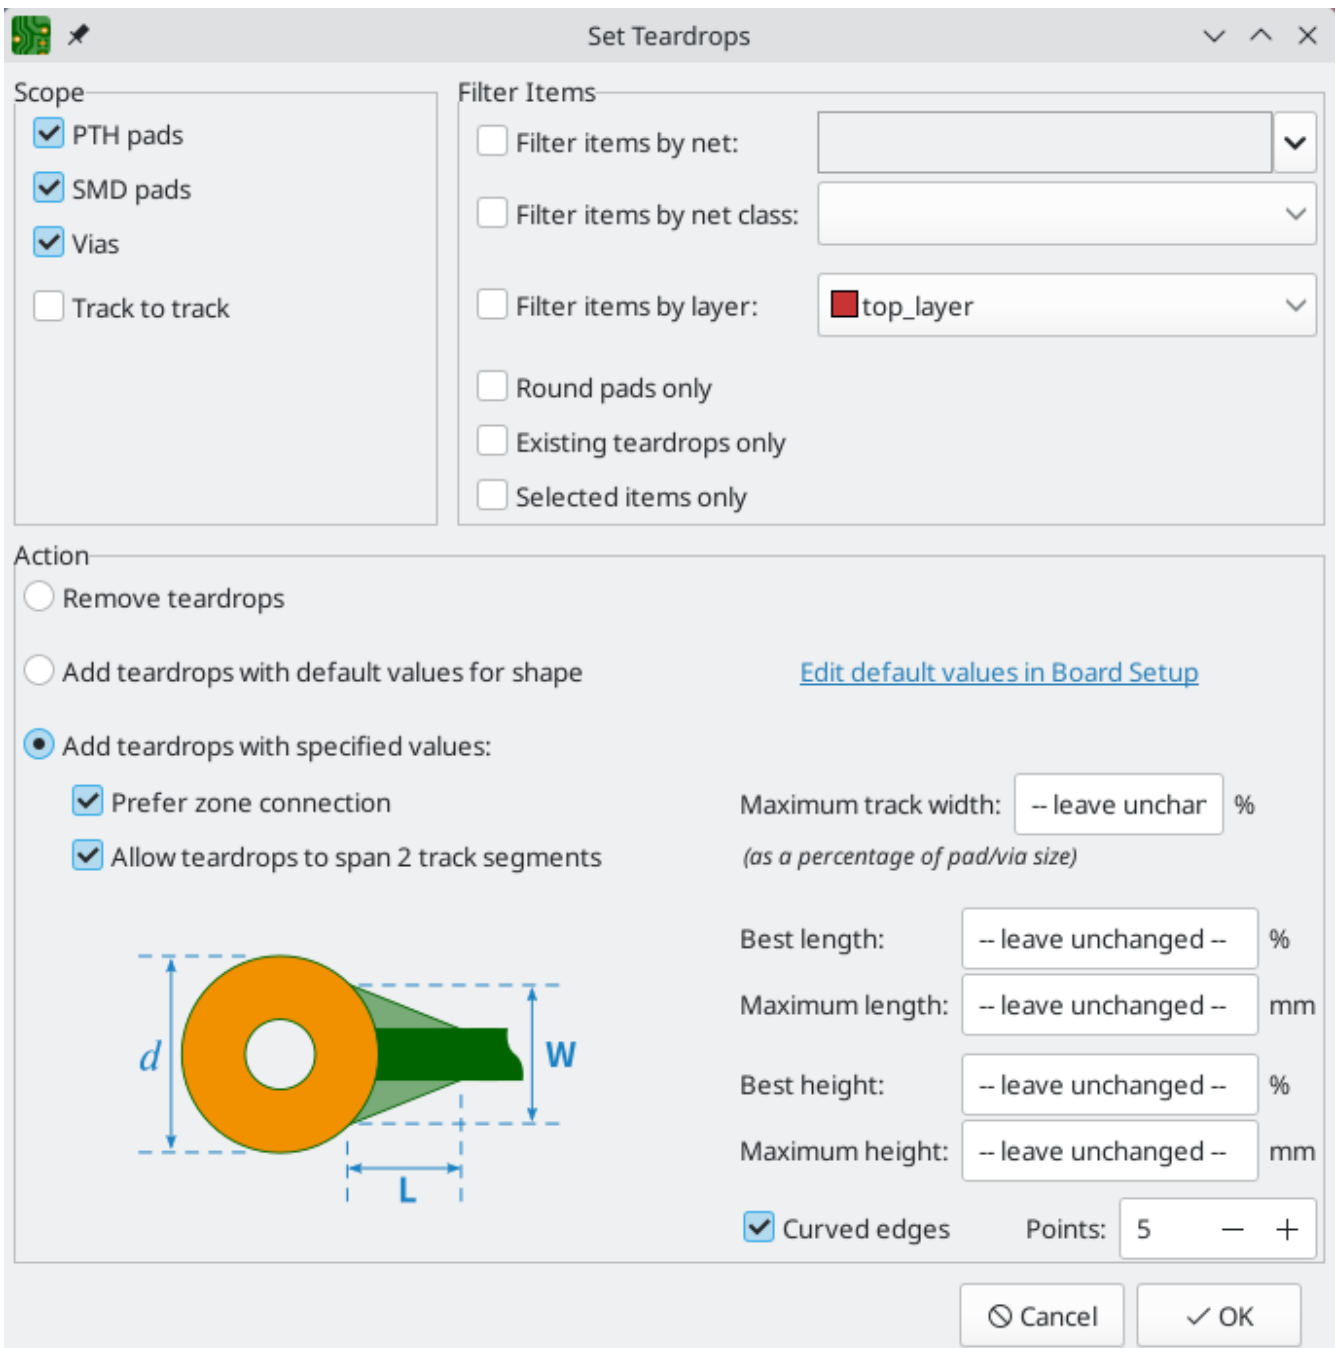 Set Teardrops
Scope
PTH pads
SMD pads
Vias
Track to track
Filter Items
Filter items by net:
Filter items by net class:
Filter items by layer: top_layer
Round pads only
Existing teardrops only
Selected items only
Action
Remove teardrops
Add teardrops with default values for shape Edit default values in Board Setup
Add teardrops with specified values:
Prefer zone connection
Allow teardrops to span 2 track segments
Maximum track width: -- leave unchar %
(as a percentage of pad/via size)
Best length: -- leave unchanged -- %
Maximum length: -- leave unchanged -- mm
Best height: -- leave unchanged -- %
Maximum height: -- leave unchanged -- mm
Curved edges Points: 5 — +
d
W
L
Cancel OK